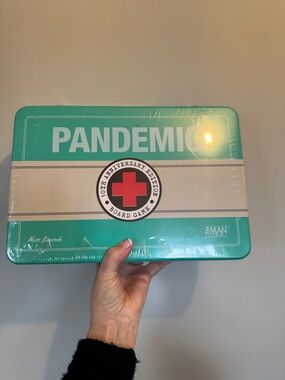 PANDEMIC
10TH ANNIVERSARY EDITION
• BOARD GAME •
Matt Leacock
Z-MAN